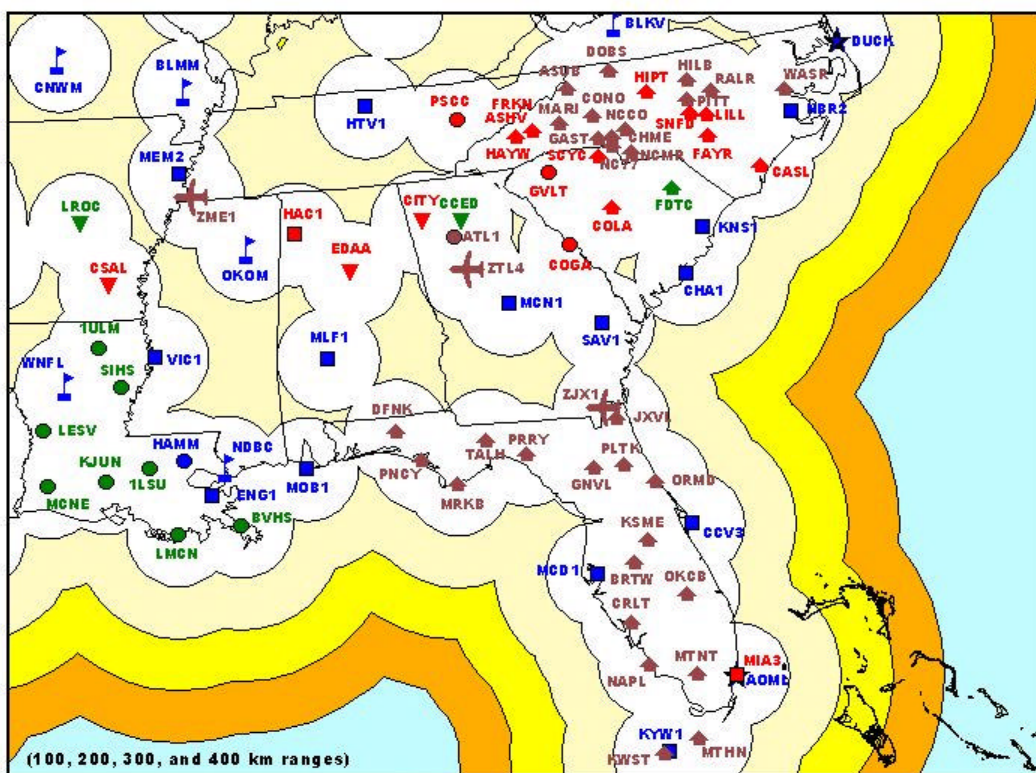 BLKV
DUCK
DOBS
CNWM
BLMM
ASUB
HIPT
HILB
RALR
WASR
PSCC
FRKN
MARI
CONO
PITT
HTV1
ASHV
NCCO
SNFD
LILL
NBR2
HAYW
GAST
CHME
FAYR
MEM2
SCYC
NCMR
CASL
LROC
ZME1
GVLT
FDTC
CITY
CCED
HAC1
ATL1
COLA
KNS1
OKOM
EDAA
ZTL4
COGA
CSAL
CHA1
MCN1
1ULM
MLF1
SAV1
WNFL
SIHS
VIC1
ZJX1
DFNK
JXVL
LESV
HAMM
NDBC
PRRY
PLTK
TALH
KJUN
PNCY
MCNE
1LSU
ENG1
MOB1
MRKB
GNVL
ORMD
BVHS
KSME
LMCN
CCV3
MCD1
BRTW
OKCB
CRLT
MTNT
MIA3
NAPL
AOML
KYW1
(100, 200, 300, and 400 km ranges)
KWST
MTHN